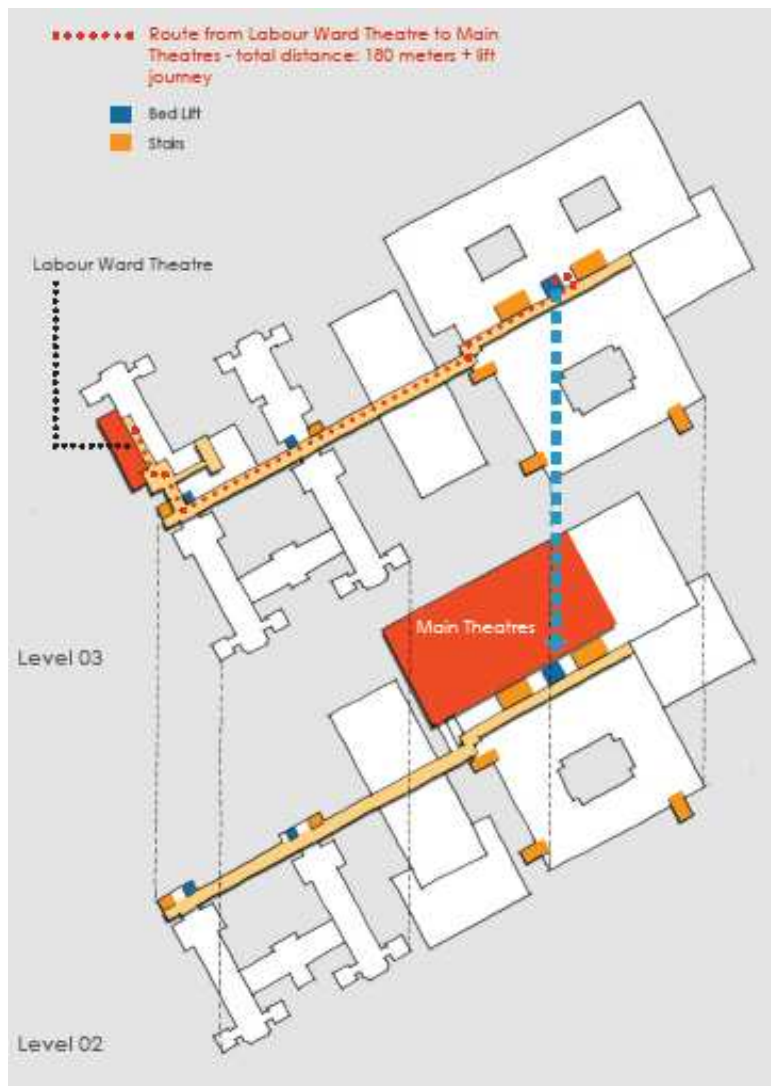 Route from Labour Ward Theatre to Main
Theatres - total distance: 180 meters + lift
journey
Bed Lift
Stairs
Labour Ward Theatre
Main Theatres
Level 03
Level 02